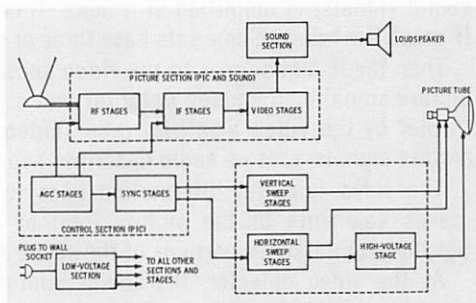 SOUND
SECTION
LOUDSPEAKER
PICTURE SECTION (PIC AND SOUND)
PICTURE TUBE
RF STAGES
IF STAGES
VIDEO STAGES
AGC STAGES
SYNC STAGES
CONTROL SECTION (PIC)
VERTICAL
SWEEP
STAGES
HORIZONTAL
SWEEP
STAGES
HIGH-VOLTAGE
STAGE
PLUG TO WALL
SOCKET
LOW-VOLTAGE
SECTION
TO ALL OTHER
SECTIONS AND
STAGES.